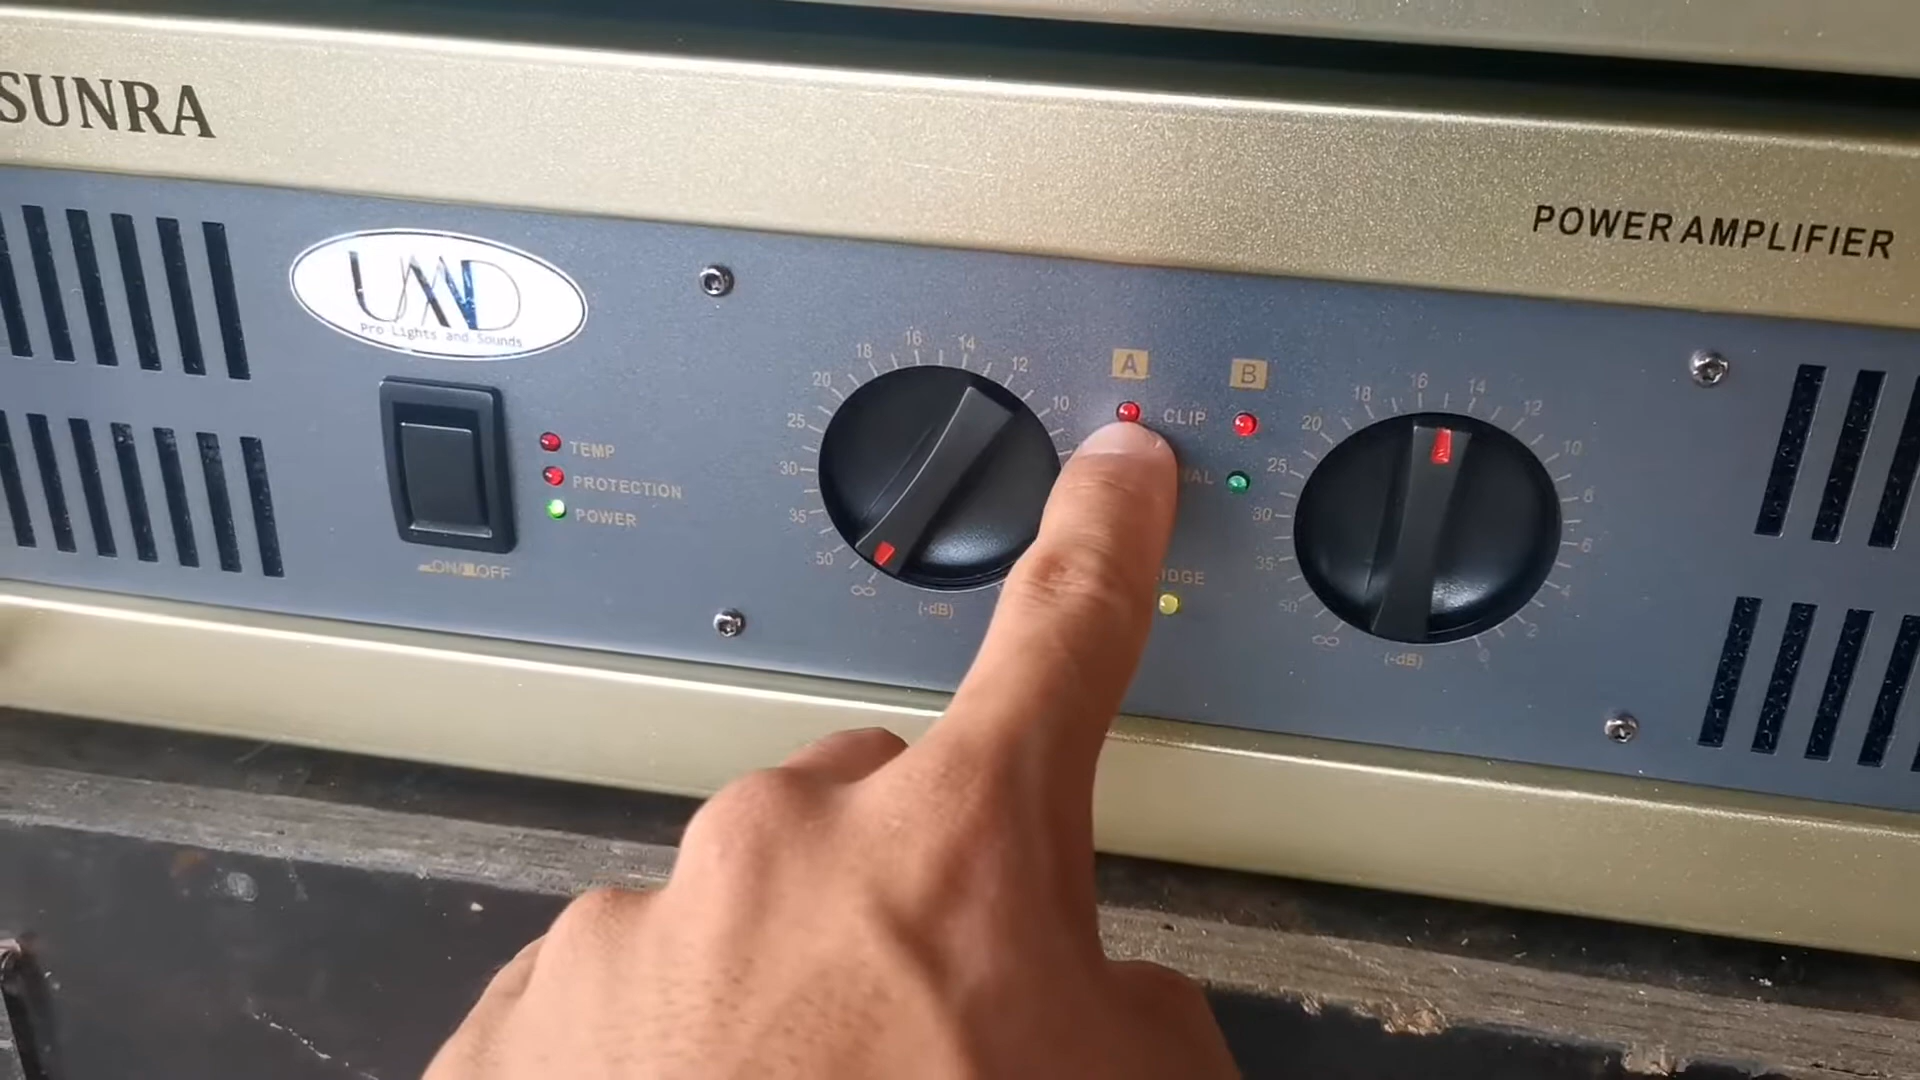 SUNRA
POWER AMPLIFIER
UMD
Pro Lights and Sounds
TEMP
PROTECTION
POWER
ON/OFF
20 18 16 14 12 10
25
30
35
50
∞
(-dB)
A B
CLIP
20 18 16 14 12 10
25
30
35
50
∞
8
6
4
2
0
(-dB)